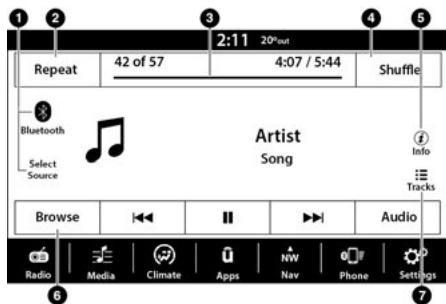 1 2 3 4 5
2:11 20°out
Repeat 42 of 57 4:07 / 5:44 Shuffle
Bluetooth
Select
Source
Artist
Song
i
Info
Tracks
Browse Audio
Radio Media Climate û Apps NW Nav Phone Settings
6 7